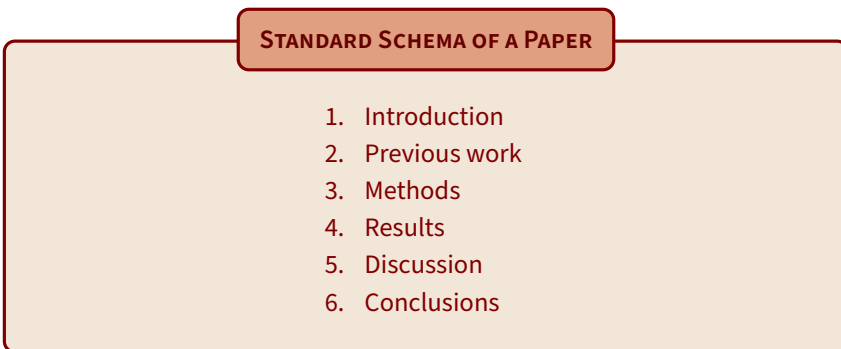 Standard Schema of a Paper
1. Introduction
2. Previous work
3. Methods
4. Results
5. Discussion
6. Conclusions